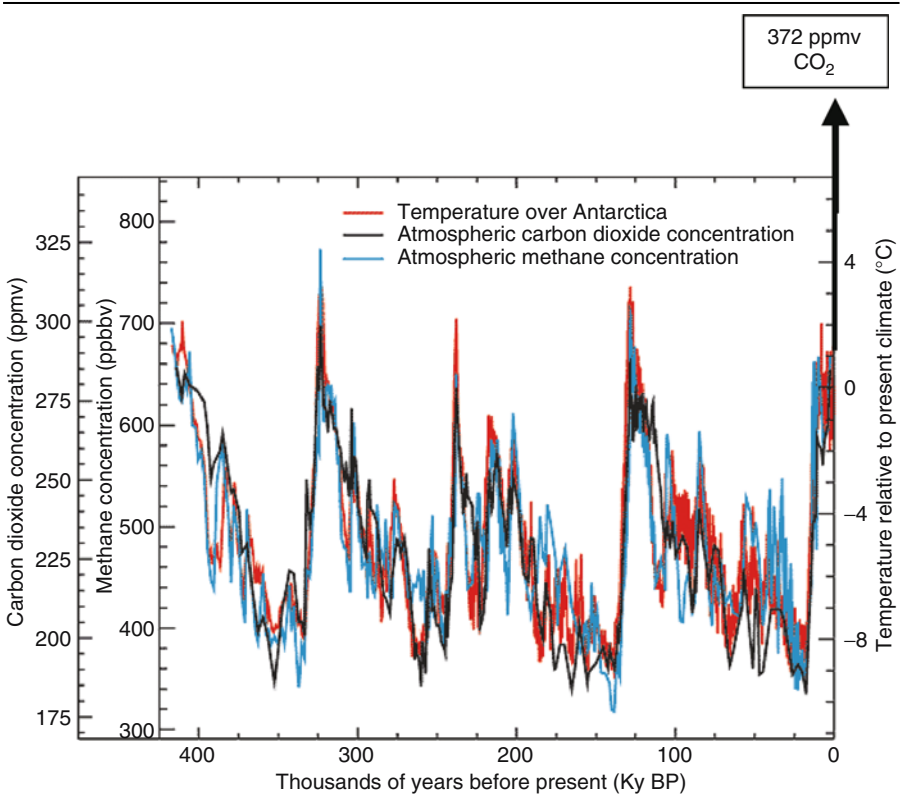 372 ppmv
CO₂
Temperature over Antarctica
Atmospheric carbon dioxide concentration
Atmospheric methane concentration
Carbon dioxide concentration (ppmv)
325
300
275
250
225
200
175
Methane concentration (ppbbv)
800
700
600
500
400
300
4
0
−4
−8
Temperature relative to present climate (°C)
400 300 200 100 0
Thousands of years before present (Ky BP)